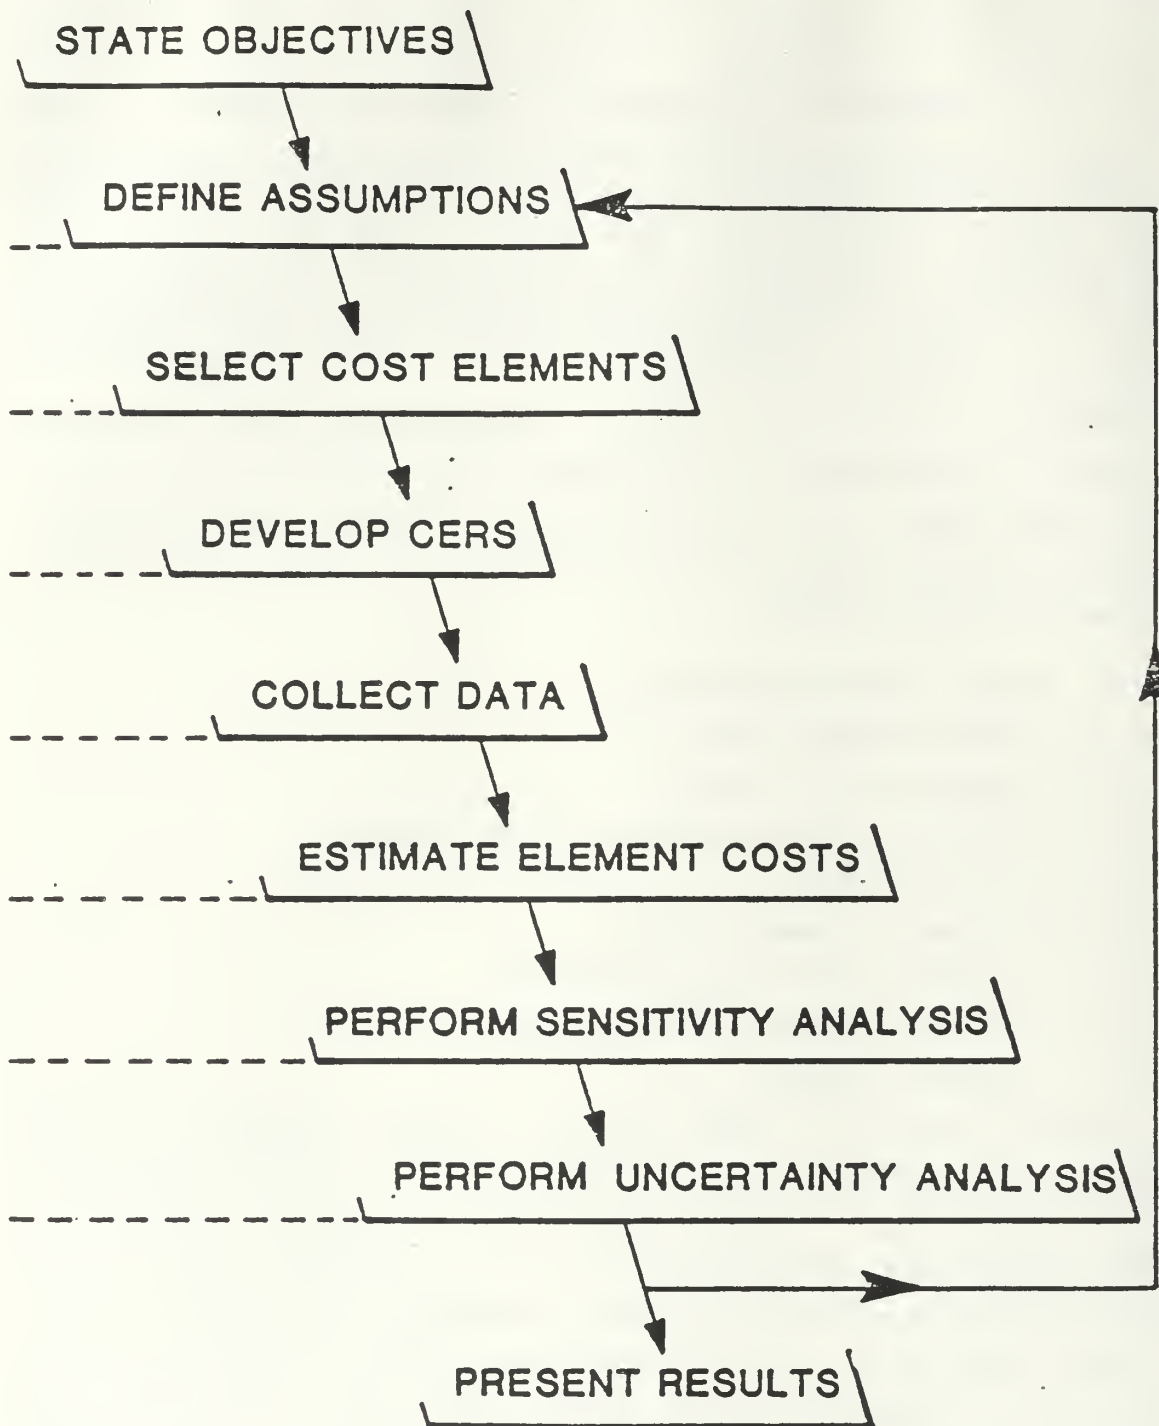 STATE OBJECTIVES
DEFINE ASSUMPTIONS
SELECT COST ELEMENTS
DEVELOP CERS
COLLECT DATA
ESTIMATE ELEMENT COSTS
PERFORM SENSITIVITY ANALYSIS
PERFORM UNCERTAINTY ANALYSIS
PRESENT RESULTS